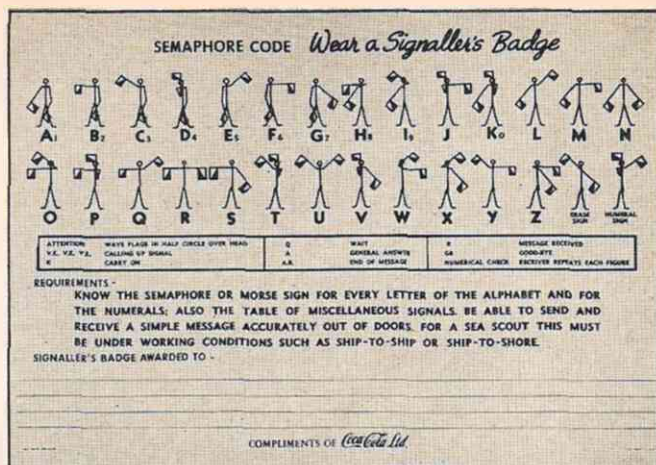 SEMAPHORE CODE Wear a Signaller's Badge
A1 B2 C3 D4 E5 F6 G7 H8 I9 J K0 L M N
O P Q R S T U V W X Y Z ERASE SIGN NUMERAL SIGN
ATTENTION WAVE FLAGS IN HALF CIRCLE OVER HEAD Q WAIT R MESSAGE RECEIVED
V.E. V.E. V.E. CALLING UP SIGNAL A GENERAL ANSWER GB GOOD-BYE
K CARRY ON A.R. END OF MESSAGE NUMERICAL CHECK RECEIVER REPEATS EACH FIGURE
REQUIREMENTS -
KNOW THE SEMAPHORE OR MORSE SIGN FOR EVERY LETTER OF THE ALPHABET AND FOR
THE NUMERALS; ALSO THE TABLE OF MISCELLANEOUS SIGNALS. BE ABLE TO SEND AND
RECEIVE A SIMPLE MESSAGE ACCURATELY OUT OF DOORS. FOR A SEA SCOUT THIS MUST
BE UNDER WORKING CONDITIONS SUCH AS SHIP-TO-SHIP OR SHIP-TO-SHORE.
SIGNALLER'S BADGE AWARDED TO -
COMPLIMENTS OF Coca-Cola Ltd.